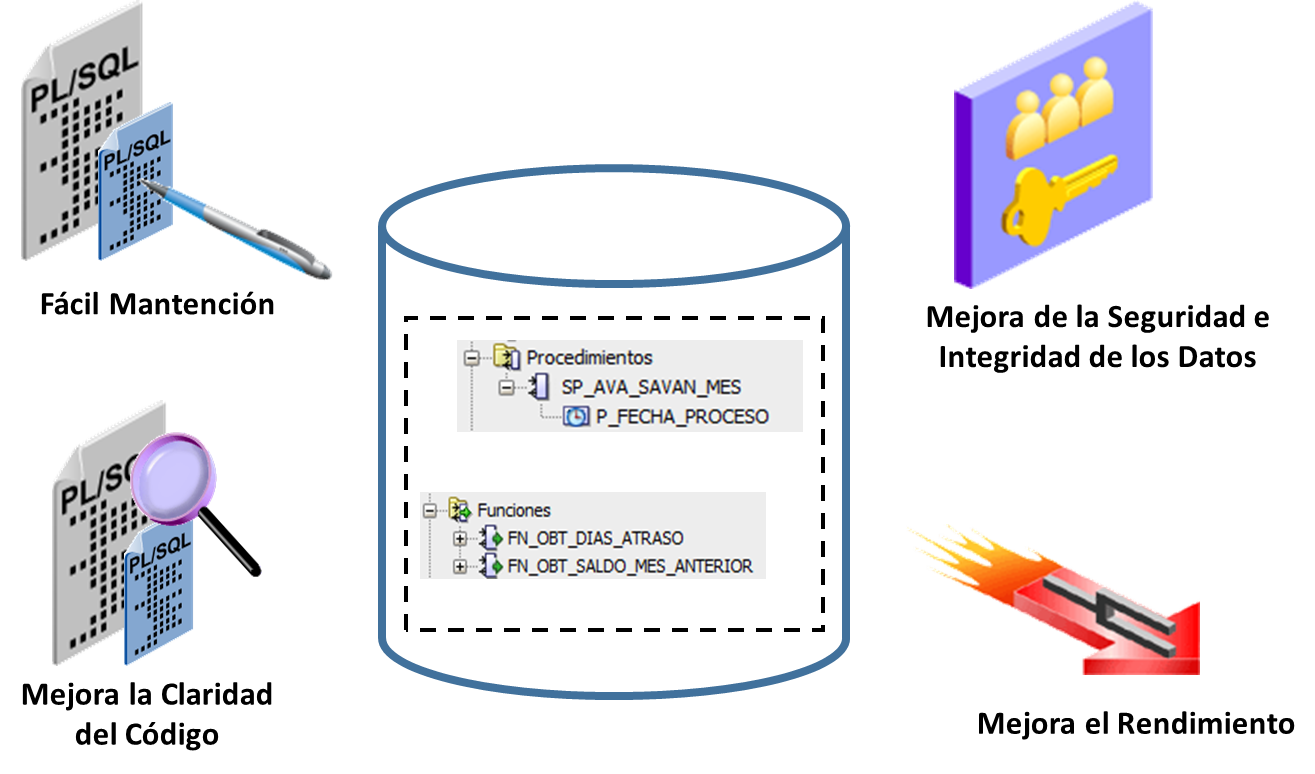 PL/SQL
PL/SQL
Fácil Mantención
Mejora de la Seguridad e
Integridad de los Datos
Procedimientos
SP_AVA_SAVAN_MES
P_FECHA_PROCESO
Funciones
FN_OBT_DIAS_ATRASO
FN_OBT_SALDO_MES_ANTERIOR
PL/SQ
PL/SQL
Mejora la Claridad
del Código
Mejora el Rendimiento